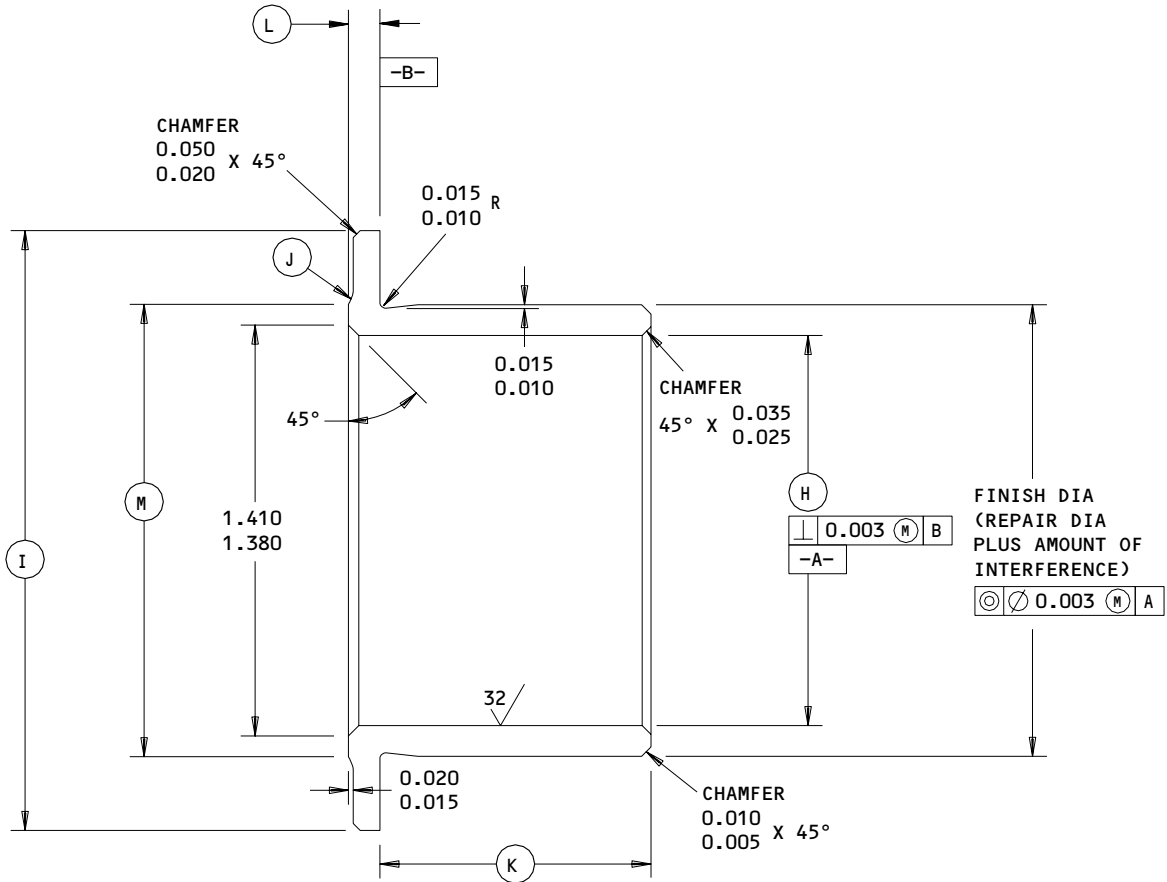 L
-B-
CHAMFER
0.050
0.020 X 45°
0.015
0.010 R
J
0.015
0.010
CHAMFER
45° X 0.035
0.025
45°
M
1.410
1.380
H
⊥ 0.003 Ⓜ B
-A-
FINISH DIA
(REPAIR DIA
PLUS AMOUNT OF
INTERFERENCE)
◎ ∅ 0.003 Ⓜ A
I
32
0.020
0.015
CHAMFER
0.010
0.005 X 45°
K